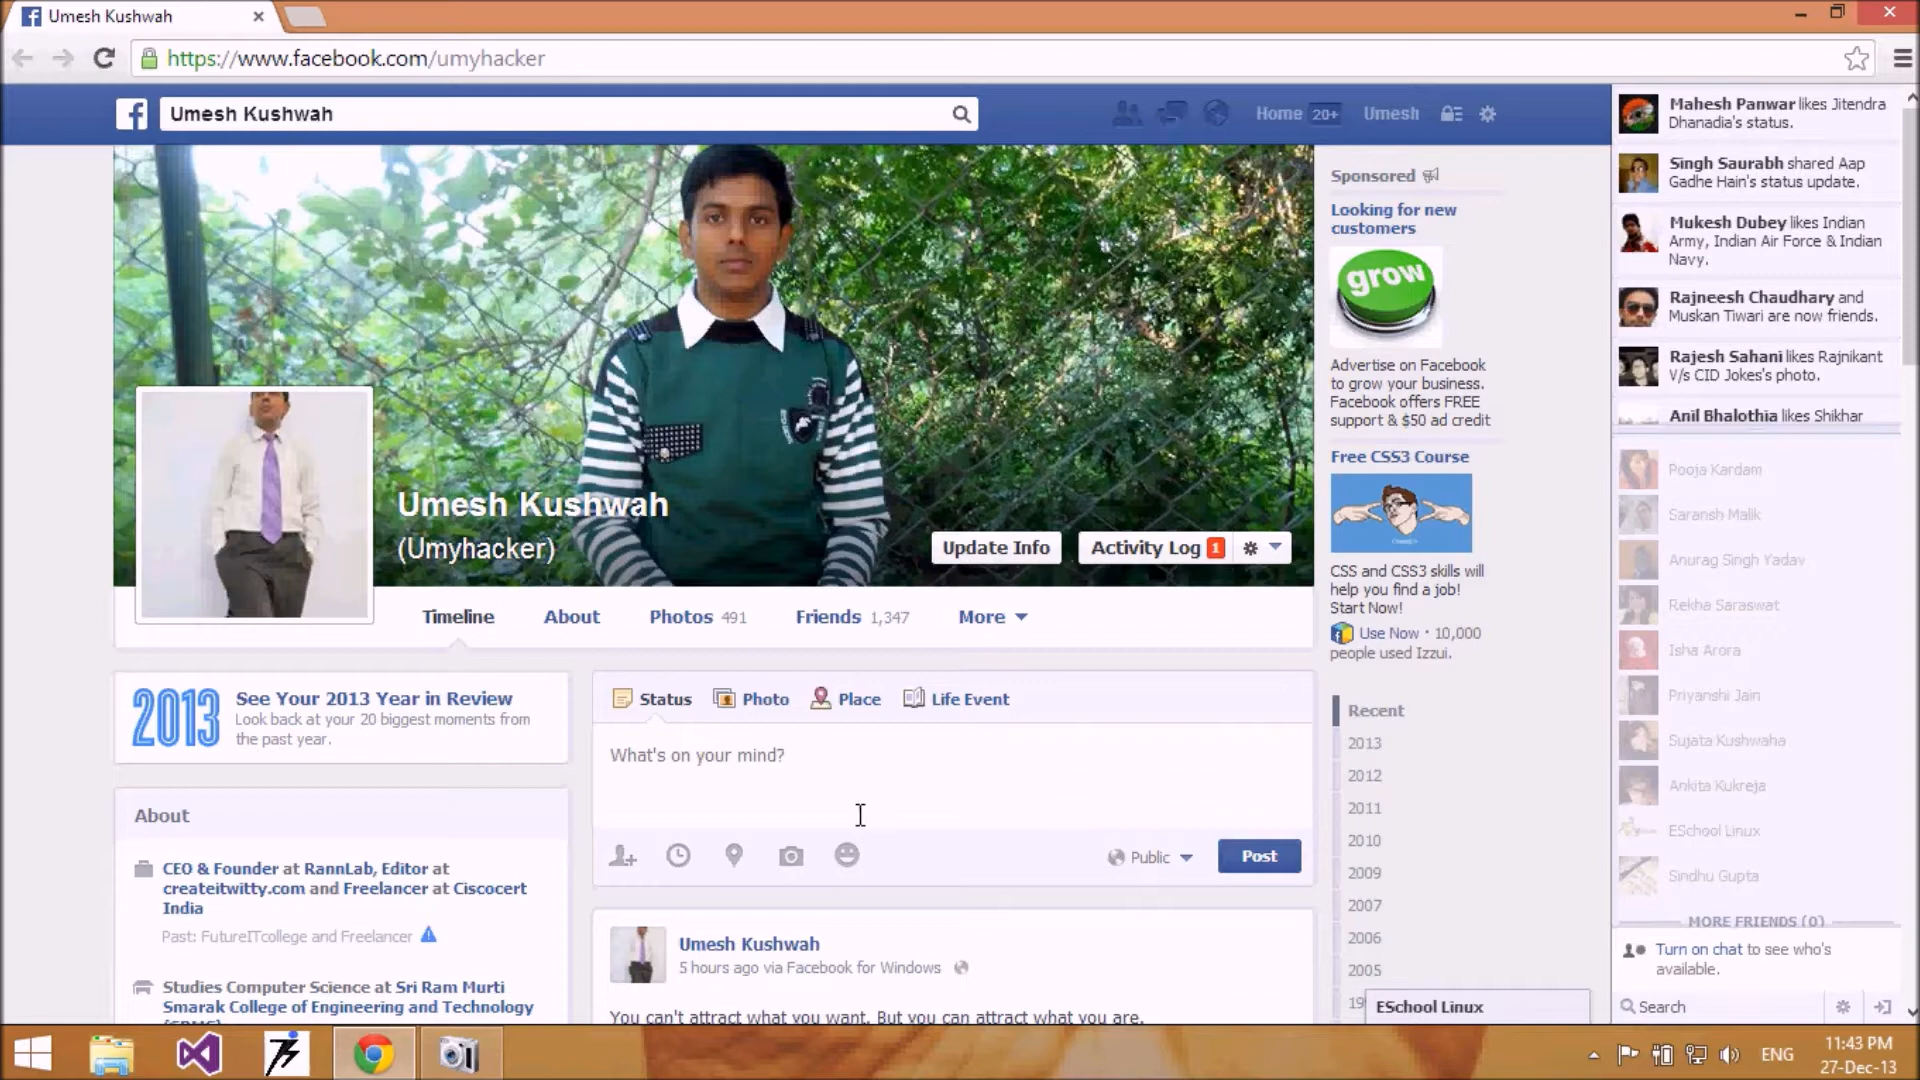 Umesh Kushwah
https://www.facebook.com/umyhacker
Umesh Kushwah
Home 20+ Umesh
Umesh Kushwah
(Umyhacker)
Update Info
Activity Log 1
Timeline About Photos 491 Friends 1,347 More
2013
See Your 2013 Year in Review
Look back at your 20 biggest moments from
the past year.
About
CEO & Founder at RannLab, Editor at
createitwitty.com and Freelancer at Ciscocert
India
Past: FutureITcollege and Freelancer
Studies Computer Science at Sri Ram Murti
Smarak College of Engineering and Technology
Status Photo Place Life Event
What's on your mind?
Public Post
Umesh Kushwah
5 hours ago via Facebook for Windows
You can't attract what you want. But you can attract what you are.
Sponsored
Looking for new
customers
grow
Advertise on Facebook
to grow your business.
Facebook offers FREE
support & $50 ad credit
Free CSS3 Course
CSS and CSS3 skills will
help you find a job!
Start Now!
Use Now · 10,000
people used Izzui.
Recent
2013
2012
2011
2010
2009
2007
2006
2005
ESchool Linux
Mahesh Panwar likes Jitendra
Dhanadia's status.
Singh Saurabh shared Aap
Gadhe Hain's status update.
Mukesh Dubey likes Indian
Army, Indian Air Force & Indian
Navy.
Rajneesh Chaudhary and
Muskan Tiwari are now friends.
Rajesh Sahani likes Rajnikant
V/s CID Jokes's photo.
Anil Bhalothia likes Shikhar
Pooja Kardam
Saransh Malik
Anurag Singh Yadav
Rekha Saraswat
Isha Arora
Priyanshi Jain
Sujata Kushwaha
Ankita Kukreja
ESchool Linux
Sindhu Gupta
MORE FRIENDS (0)
Turn on chat to see who's
available.
Search
ENG
11:43 PM
27-Dec-13